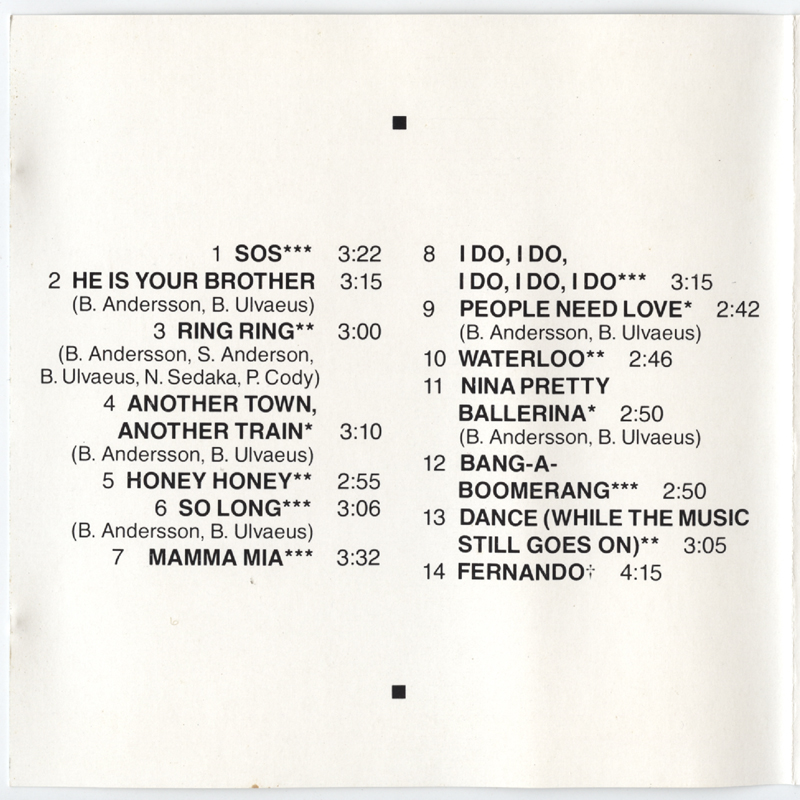 1 SOS*** 3:22
2 HE IS YOUR BROTHER 3:15
(B. Andersson, B. Ulvaeus)
3 RING RING** 3:00
(B. Andersson, S. Anderson,
B. Ulvaeus, N. Sedaka, P. Cody)
4 ANOTHER TOWN,
ANOTHER TRAIN* 3:10
(B. Andersson, B. Ulvaeus)
5 HONEY HONEY** 2:55
6 SO LONG*** 3:06
(B. Andersson, B. Ulvaeus)
7 MAMMA MIA*** 3:32
8 I DO, I DO,
I DO, I DO, I DO*** 3:15
9 PEOPLE NEED LOVE* 2:42
(B. Andersson, B. Ulvaeus)
10 WATERLOO** 2:46
11 NINA PRETTY
BALLERINA* 2:50
(B. Andersson, B. Ulvaeus)
12 BANG-A-
BOOMERANG*** 2:50
13 DANCE (WHILE THE MUSIC
STILL GOES ON)** 3:05
14 FERNANDO† 4:15